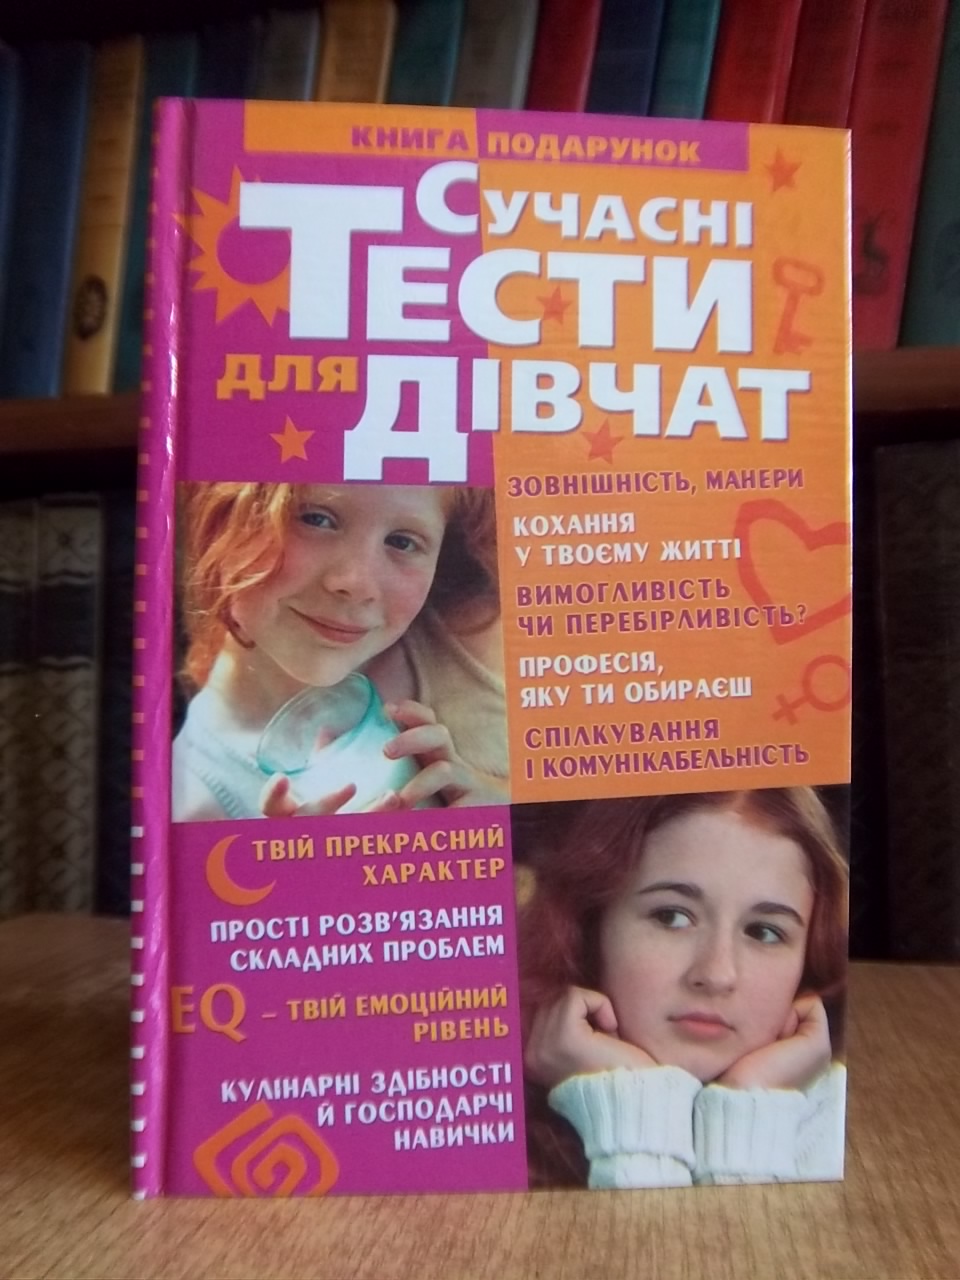 КНИГА ПОДАРУНОК
СУЧАСНІ
ТЕСТИ
ДЛЯ ДІВЧАТ
ЗОВНІШНІСТЬ, МАНЕРИ
КОХАННЯ
У ТВОЄМУ ЖИТТІ
ВИМОГЛИВІСТЬ
ЧИ ПЕРЕБІРЛИВІСТЬ?
ПРОФЕСІЯ,
ЯКУ ТИ ОБИРАЄШ
СПІЛКУВАННЯ
І КОМУНІКАБЕЛЬНІСТЬ
ТВІЙ ПРЕКРАСНИЙ
ХАРАКТЕР
ПРОСТІ РОЗВ'ЯЗАННЯ
СКЛАДНИХ ПРОБЛЕМ
EQ – ТВІЙ ЕМОЦІЙНИЙ
РІВЕНЬ
КУЛІНАРНІ ЗДІБНОСТІ
Й ГОСПОДАРЧІ
НАВИЧКИ